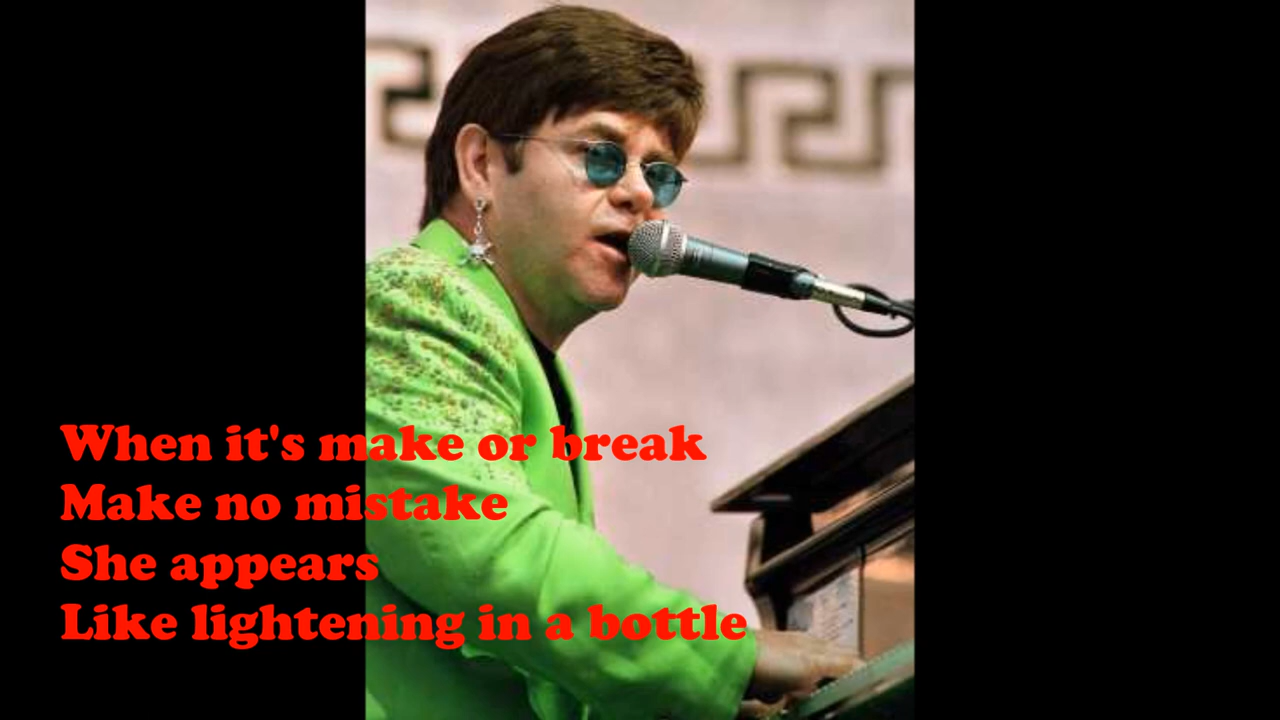 When it's make or break
Make no mistake
She appears
Like lightening in a bottle